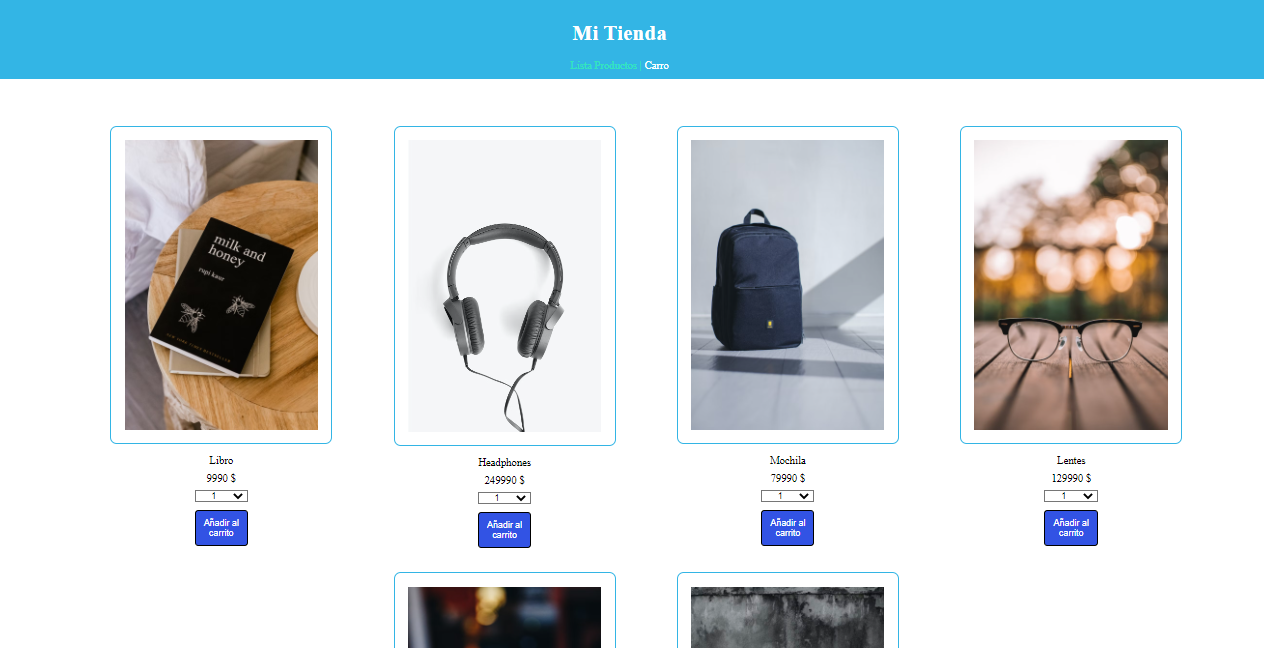 Mi Tienda
Lista Productos | Carro
milk and
honey
rupi kaur
Libro
9990 $
1
Añadir al
carrito
Headphones
249990 $
1
Añadir al
carrito
Mochila
79990 $
1
Añadir al
carrito
Lentes
129990 $
1
Añadir al
carrito